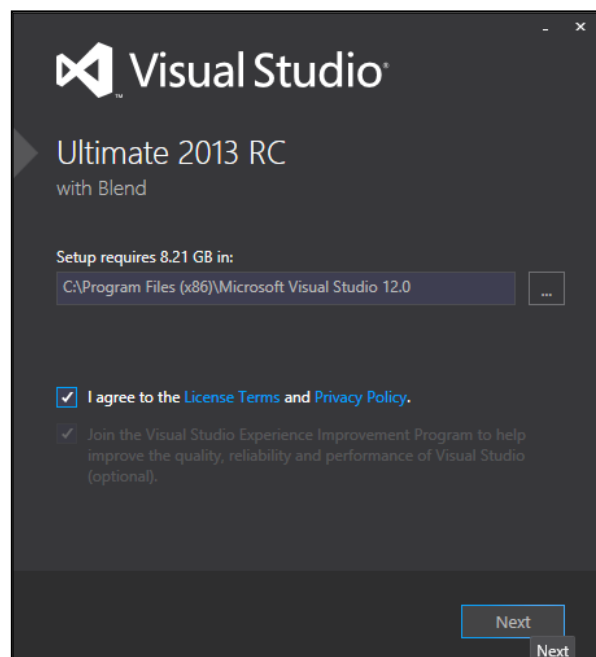 Visual Studio®
™
Ultimate 2013 RC
with Blend
Setup requires 8.21 GB in:
C:\Program Files (x86)\Microsoft Visual Studio 12.0
...
I agree to the License Terms and Privacy Policy.
Join the Visual Studio Experience Improvement Program to help
improve the quality, reliability and performance of Visual Studio
(optional).
Next
Next